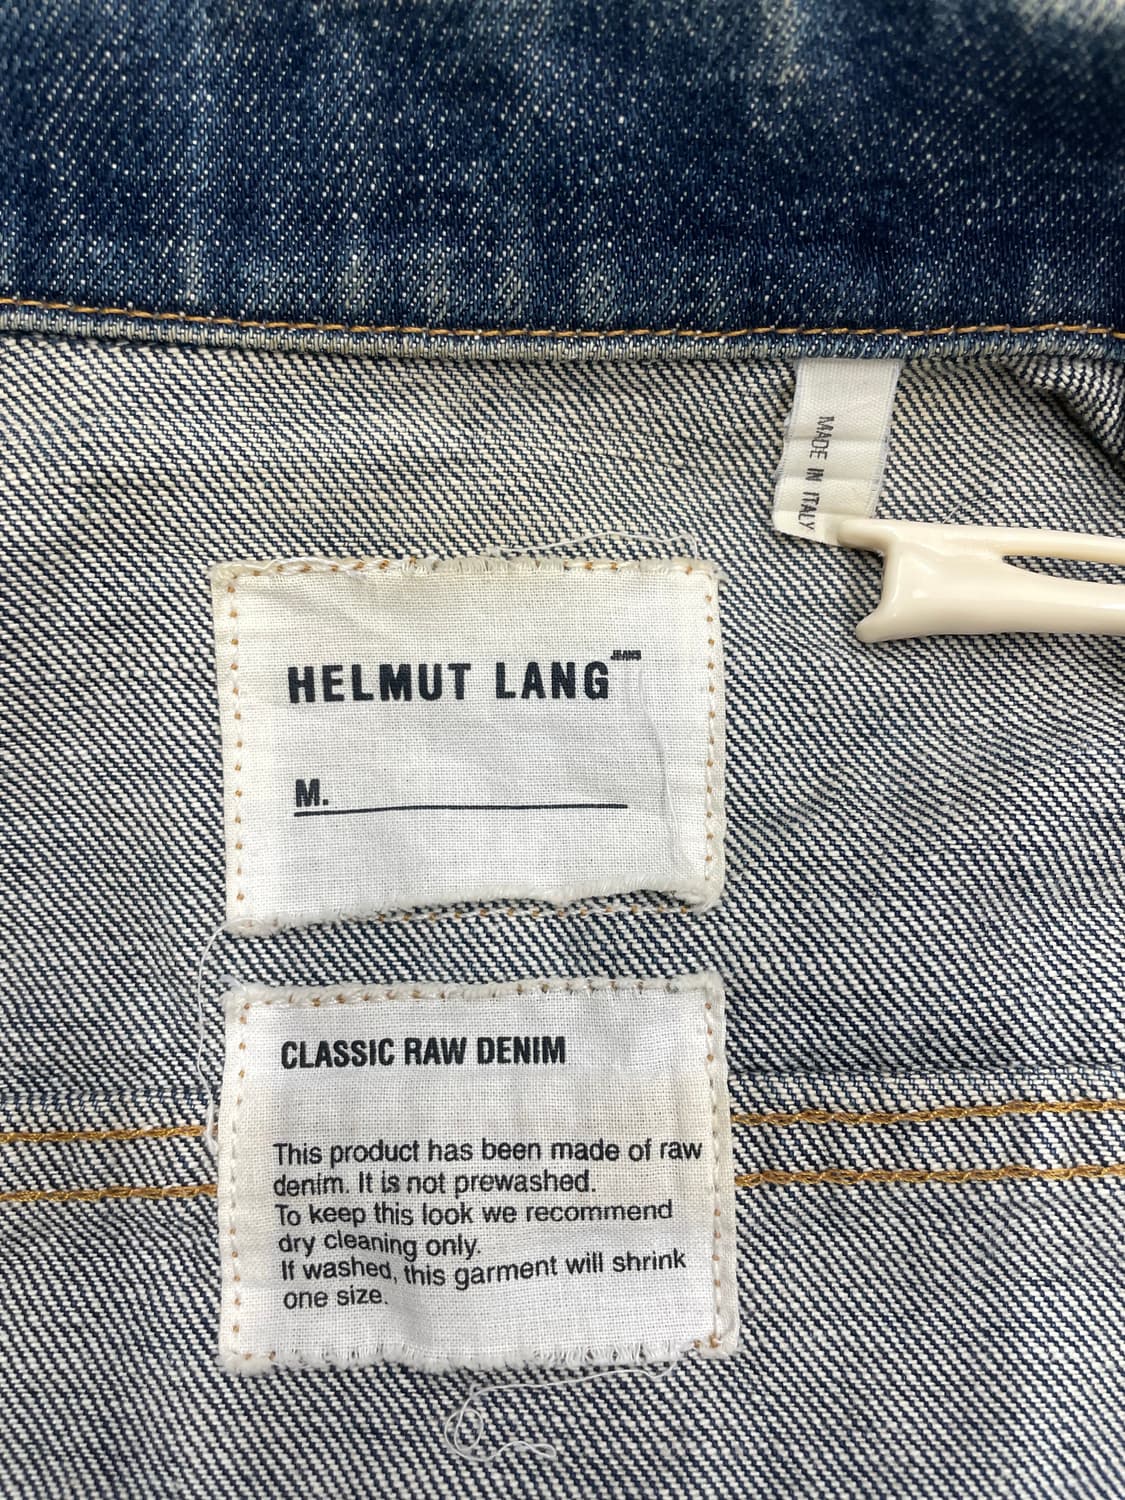 MADE IN ITALY
HELMUT LANG JEANS
M.
CLASSIC RAW DENIM
This product has been made of raw
denim. It is not prewashed.
To keep this look we recommend
dry cleaning only.
If washed, this garment will shrink
one size.